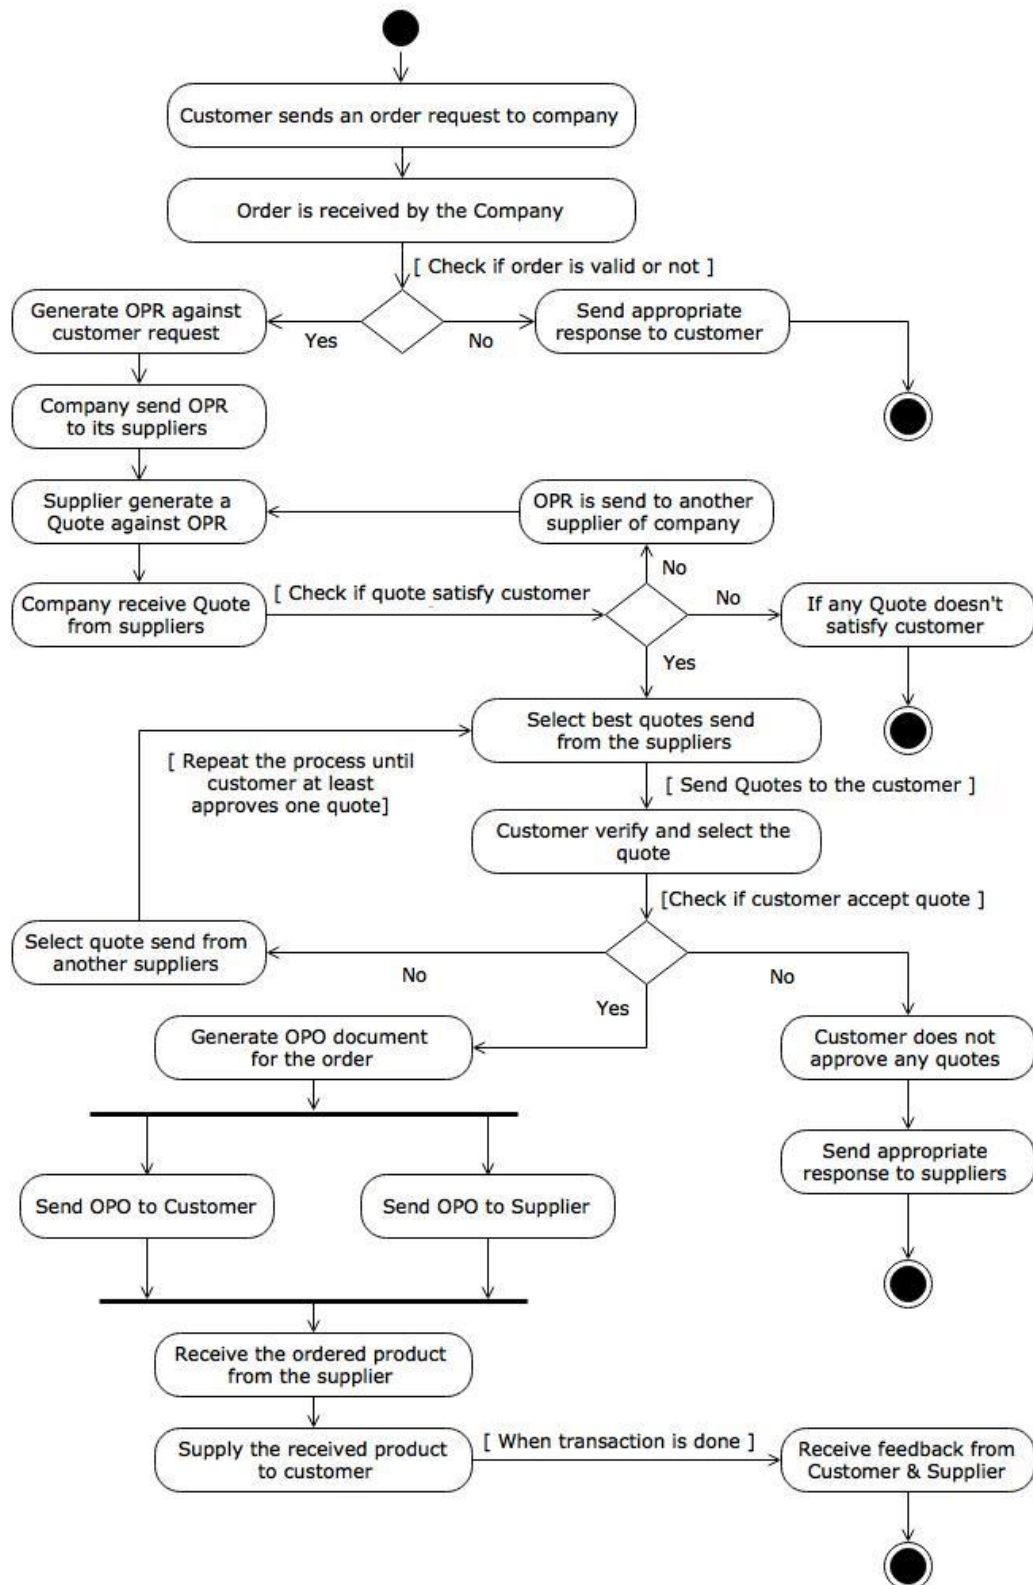 Customer sends an order request to company
Order is received by the Company
[ Check if order is valid or not ]
Generate OPR against
customer request
Yes
No
Send appropriate
response to customer
Company send OPR
to its suppliers
Supplier generate a
Quote against OPR
OPR is send to another
supplier of company
No
Company receive Quote
from suppliers
[ Check if quote satisfy customer
No
If any Quote doesn't
satisfy customer
Yes
Select best quotes send
from the suppliers
[ Repeat the process until
customer at least
approves one quote]
[ Send Quotes to the customer ]
Customer verify and select the
quote
[Check if customer accept quote ]
Select quote send from
another suppliers
No
No
Yes
Generate OPO document
for the order
Customer does not
approve any quotes
Send appropriate
response to suppliers
Send OPO to Customer
Send OPO to Supplier
Receive the ordered product
from the supplier
Supply the received product
to customer
[ When transaction is done ]
Receive feedback from
Customer & Supplier